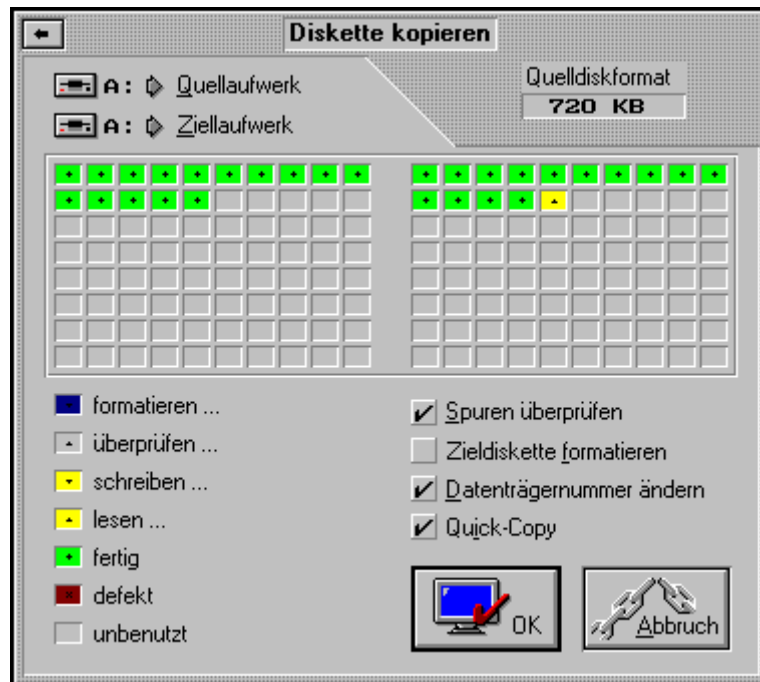 Diskette kopieren
A: Quellaufwerk
A: Ziellaufwerk
Quelldiskformat
720 KB
formatieren ...
überprüfen ...
schreiben ...
lesen ...
fertig
defekt
unbenutzt
Spuren überprüfen
Zieldiskette formatieren
Datenträgernummer ändern
Quick-Copy
OK
Abbruch